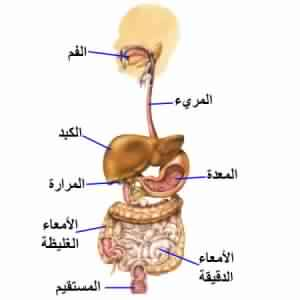 الفم
المريء
الكبد
المعدة
المرارة
الأمعاء
الغليظة
الأمعاء
الدقيقة
المستقيم